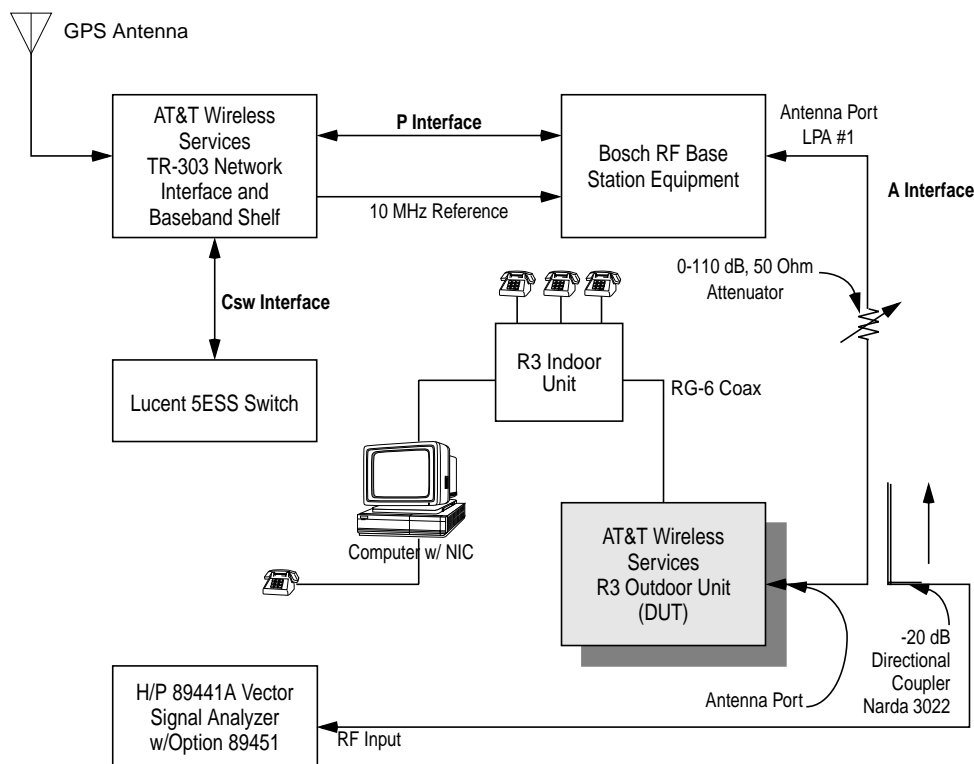 GPS Antenna
AT&T Wireless
Services
TR-303 Network
Interface and
Baseband Shelf
P Interface
10 MHz Reference
Bosch RF Base
Station Equipment
Antenna Port
LPA #1
A Interface
0-110 dB, 50 Ohm
Attenuator
Csw Interface
R3 Indoor
Unit
RG-6 Coax
Lucent 5ESS Switch
Computer w/ NIC
AT&T Wireless
Services
R3 Outdoor Unit
(DUT)
-20 dB
Directional
Coupler
Narda 3022
Antenna Port
H/P 89441A Vector
Signal Analyzer
w/Option 89451
RF Input